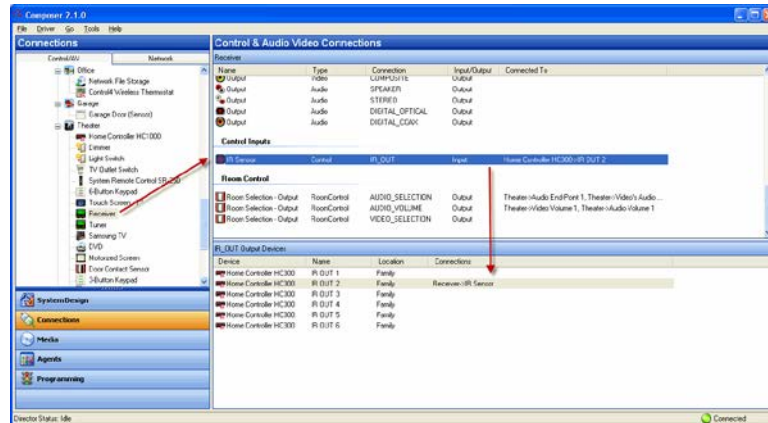 Composer 2.1.0
File Driver Go Tools Help
Connections
Control/AV Network
Office
Network File Storage
Control4 Wireless Thermostat
Garage
Garage Door (Sensor)
Theater
Home Controller HC1000
Dimmer
Light Switch
TV Outlet Switch
System Remote Control SR-250
6-Button Keypad
Touch Screen
Receiver
Tuner
Samsung TV
DVD
Motorized Screen
Door Contact Sensor
3-Button Keypad
System Design
Connections
Media
Agents
Programming
Control & Audio Video Connections
Receiver
Name Type Connection Input/Output Connected To
Output Video COMPOSITE Output
Output Audio SPEAKER Output
Output Audio STEREO Output
Output Audio DIGITAL_OPTICAL Output
Output Audio DIGITAL_COAX Output
Control Inputs
IR Sensor Control IR_OUT Input Home Controller HC300->IR OUT 2
Room Control
Room Selection - Output RoomControl AUDIO_SELECTION Output Theater->Audio End-Point 1, Theater->Video's Audio ...
Room Selection - Output RoomControl AUDIO_VOLUME Output Theater->Video Volume 1, Theater->Audio Volume 1
Room Selection - Output RoomControl VIDEO_SELECTION Output
IR_OUT Output Devices
Device Name Location Connections
Home Controller HC300 IR OUT 1 Family
Home Controller HC300 IR OUT 2 Family Receiver->IR Sensor
Home Controller HC300 IR OUT 3 Family
Home Controller HC300 IR OUT 4 Family
Home Controller HC300 IR OUT 5 Family
Home Controller HC300 IR OUT 6 Family
Director Status: Idle
Connected